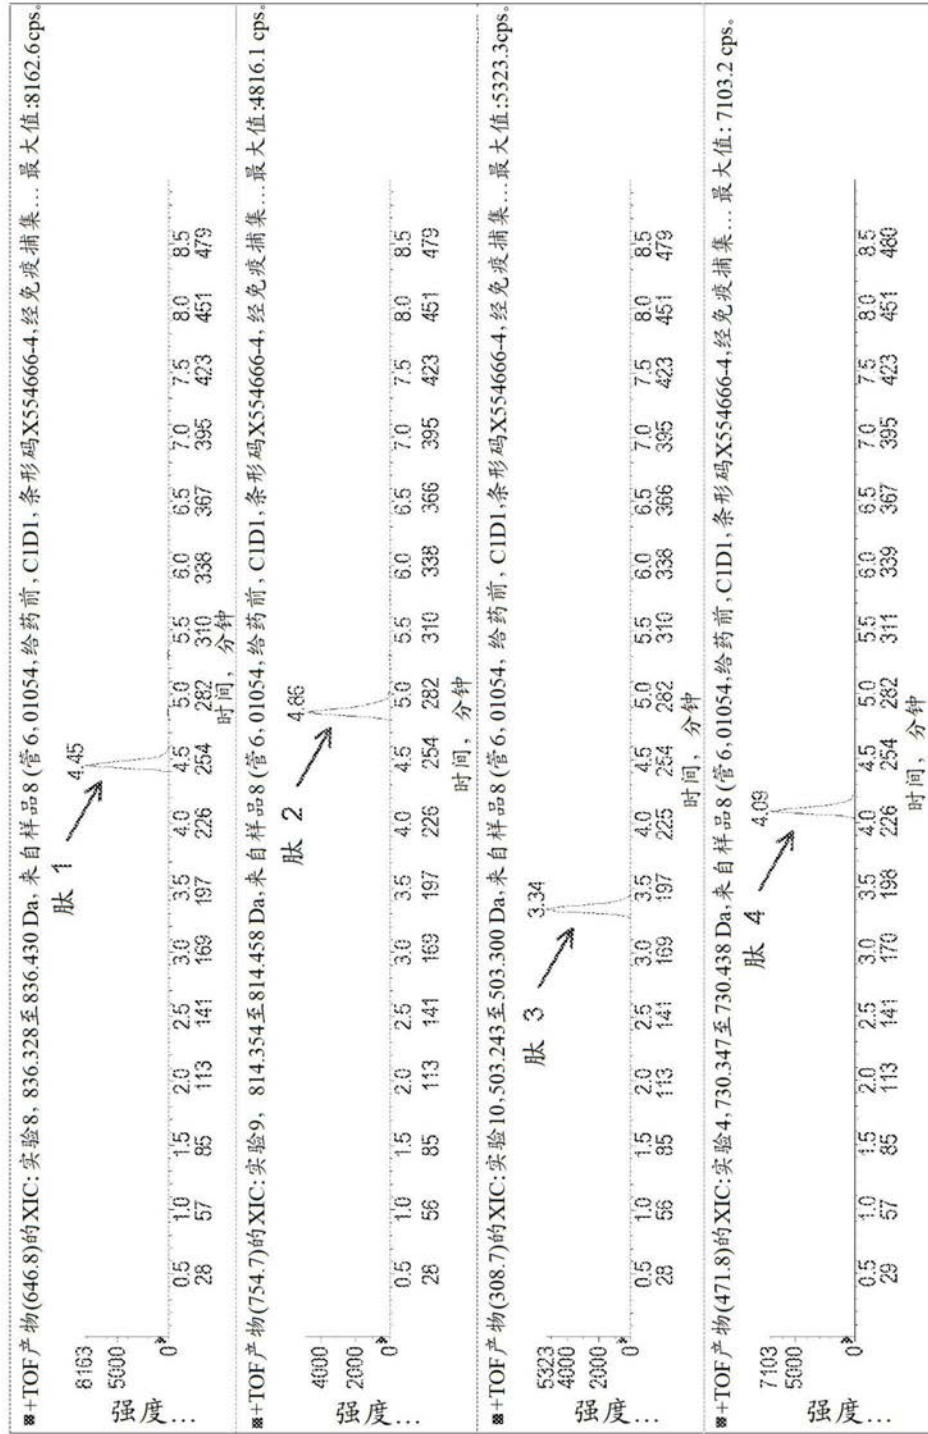 ■+TOF产物(646.8)的XIC:实验8, 836.328至836.430 Da,来自样品8 (管6, 01054, 给药前, C1D1, 条形码X554666-4,经免疫捕集... 最大值:8162.6cps。
肽 1
4.45
8163
5000
0
强度...
0.5 1.0 1.5 2.0 2.5 3.0 3.5 4.0 4.5 5.0 5.5 6.0 6.5 7.0 7.5 8.0 8.5
28 57 85 113 141 169 197 226 254 282 310 338 367 395 423 451 479
时间, 分钟
■+TOF产物(754.7)的XIC:实验9, 814.354至814.458 Da,来自样品8 (管6, 01054, 给药前, C1D1, 条形码X554666-4,经免疫捕集...最大值:4816.1 cps。
肽 2
4.86
4000
2000
0
强度...
0.5 1.0 1.5 2.0 2.5 3.0 3.5 4.0 4.5 5.0 5.5 6.0 6.5 7.0 7.5 8.0 8.5
28 56 85 113 141 169 197 226 254 282 310 338 366 395 423 451 479
时间, 分钟
■+TOF产物(308.7)的XIC:实验10,503.243至503.300 Da,来自样品8 (管6, 01054, 给药前, C1D1,条形码X554666-4,经免疫捕集...最大值:5323.3cps。
肽 3
3.34
5323
4000
2000
0
强度...
0.5 1.0 1.5 2.0 2.5 3.0 3.5 4.0 4.5 5.0 5.5 6.0 6.5 7.0 7.5 8.0 8.5
28 56 85 113 141 169 197 225 254 282 310 338 366 395 423 451 479
时间, 分钟
■+TOF产物(471.8)的XIC:实验4,730.347至730.438 Da,来自样品8 (管6,01054,给药前,C1D1,条形码X554666-4,经免疫捕集... 最大值: 7103.2 cps。
肽 4
4.09
7103
5000
0
强度...
0.5 1.0 1.5 2.0 2.5 3.0 3.5 4.0 4.5 5.0 5.5 6.0 6.5 7.0 7.5 8.0 8.5
29 57 85 113 141 170 198 226 254 282 311 339 367 395 423 451 480
时间, 分钟